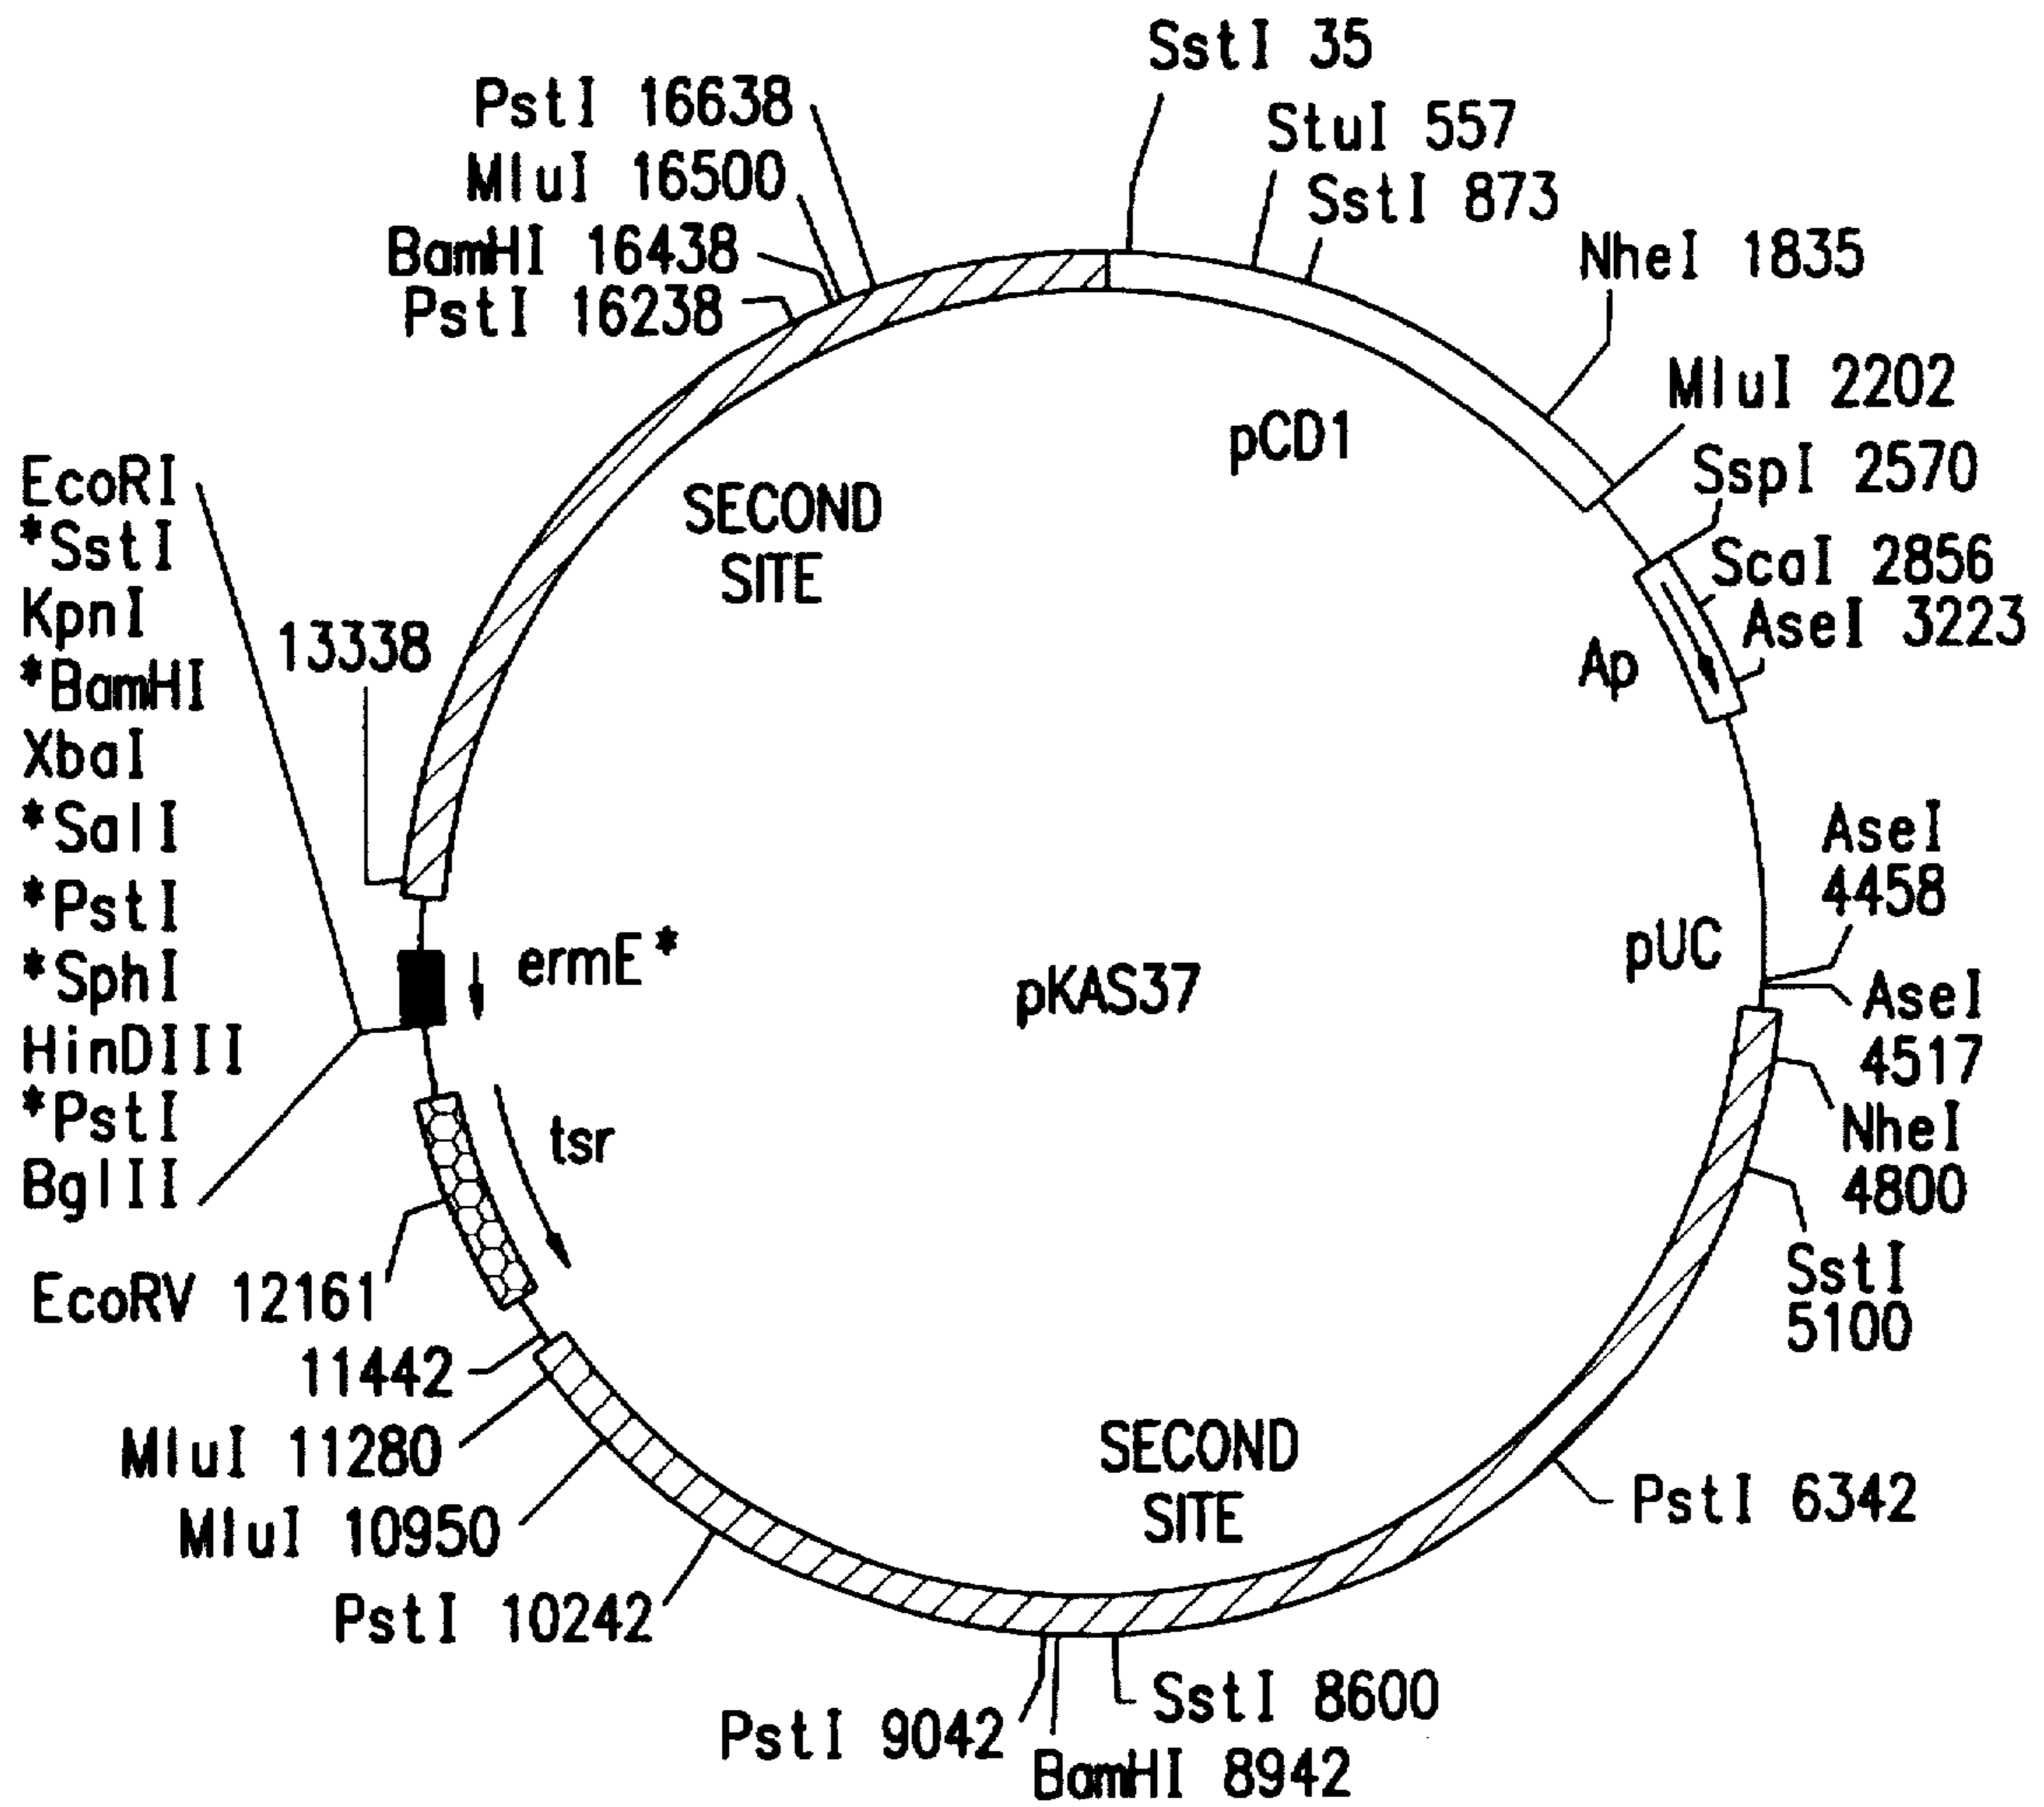 SstI 35
PstI 16638
StuI 557
MluI 16500
SstI 873
BamHI 16438
NheI 1835
PstI 16238
MluI 2202
pCD1
SspI 2570
EcoRI
*SstI
KpnI
*BamHI
XbaI
*SalI
*PstI
*SphI
HinDIII
*PstI
BglII
SECOND
SITE
ScaI 2856
AseI 3223
13338
Ap
AseI
4458
pUC
ermE*
pKAS37
AseI
4517
NheI
4800
tsr
SstI
5100
EcoRV 12161
11442
MluI 11280
MluI 10950
SECOND
SITE
PstI 6342
PstI 10242
SstI 8600
PstI 9042
BamHI 8942